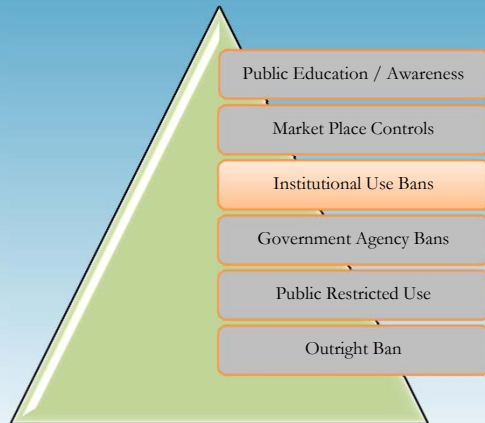 Public Education / Awareness
Market Place Controls
Institutional Use Bans
Government Agency Bans
Public Restricted Use
Outright Ban